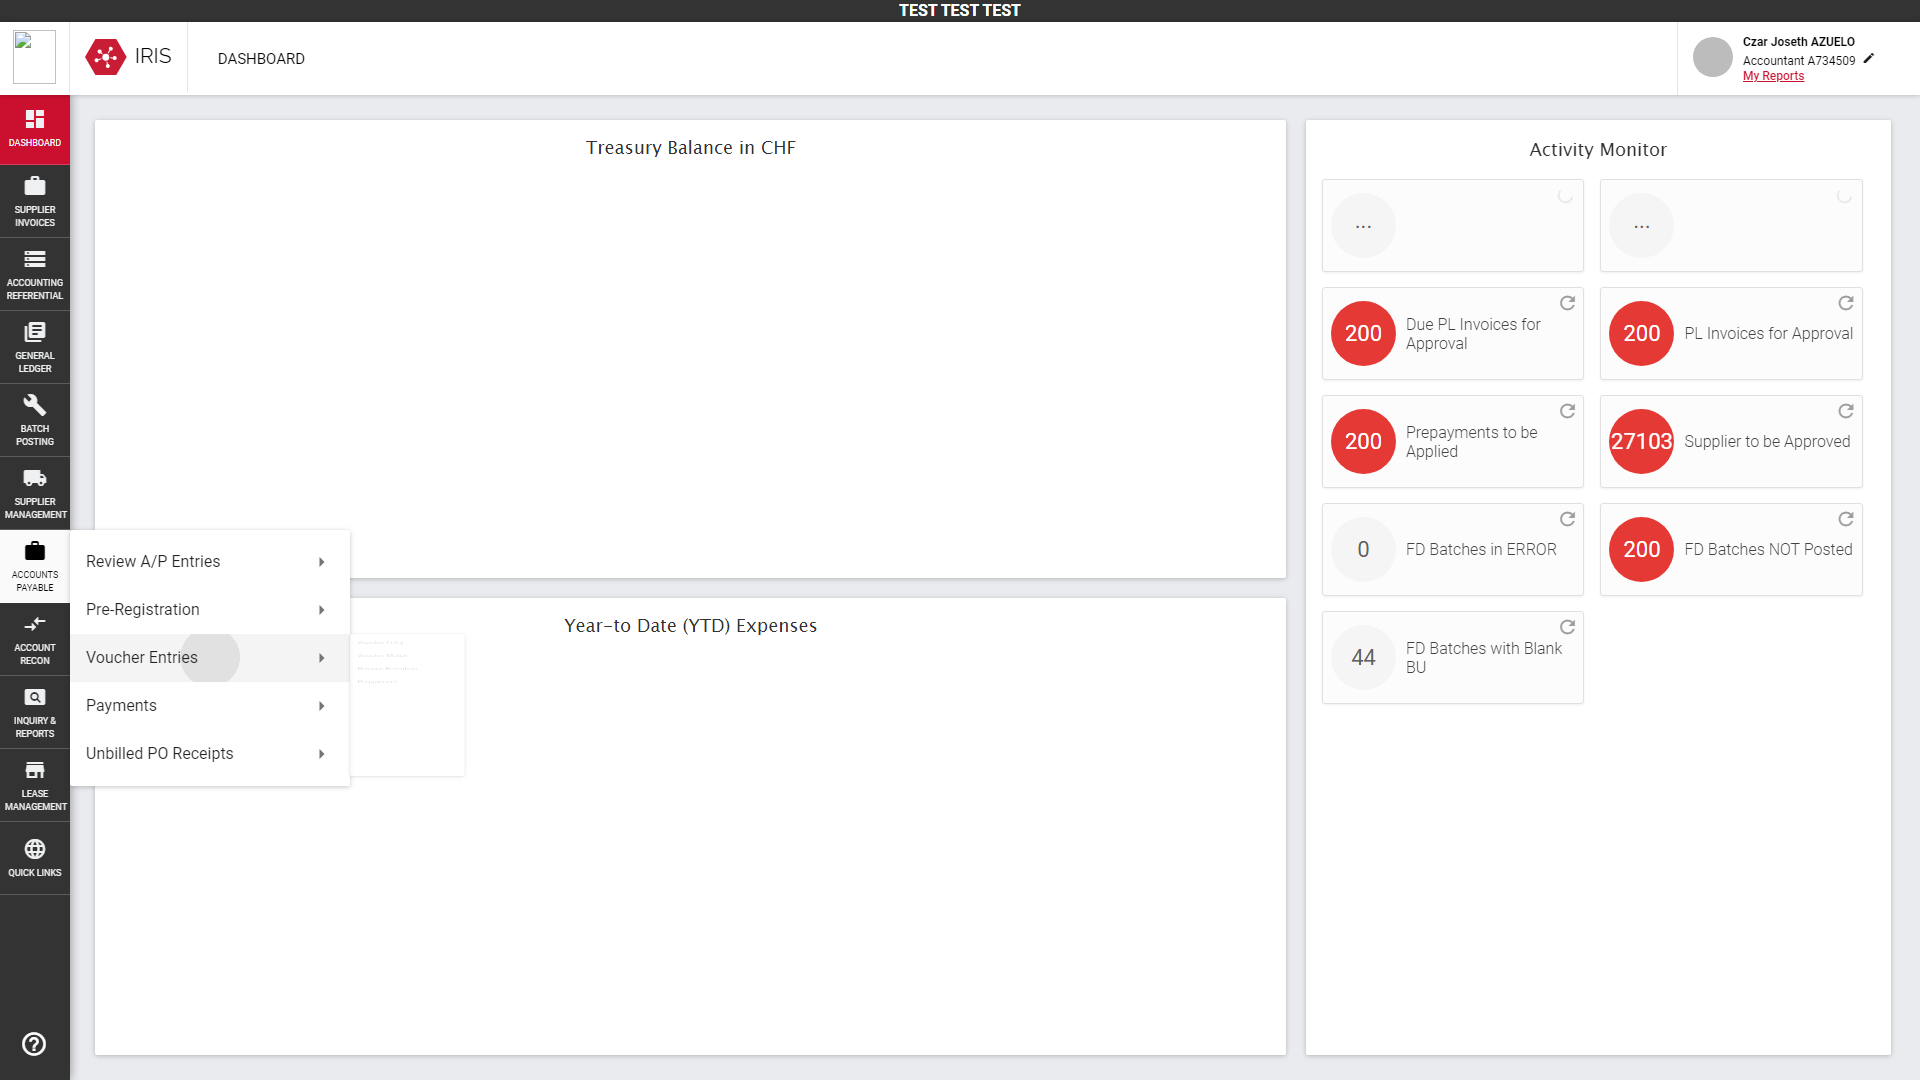 TEST TEST TEST
IRIS
DASHBOARD
Czar Joseth AZUELO
Accountant A734509
My Reports
DASHBOARD
SUPPLIER
INVOICES
ACCOUNTING
REFERENTIAL
GENERAL
LEDGER
BATCH
POSTING
SUPPLIER
MANAGEMENT
ACCOUNTS
PAYABLE
ACCOUNT
RECON
INQUIRY &
REPORTS
LEASE
MANAGEMENT
QUICK LINKS
Review A/P Entries
Pre-Registration
Voucher Entries
Payments
Unbilled PO Receipts
Treasury Balance in CHF
Year-to Date (YTD) Expenses
Activity Monitor
...
...
200
Due PL Invoices for
Approval
200
PL Invoices for Approval
200
Prepayments to be
Applied
27103
Supplier to be Approved
0
FD Batches in ERROR
200
FD Batches NOT Posted
44
FD Batches with Blank
BU